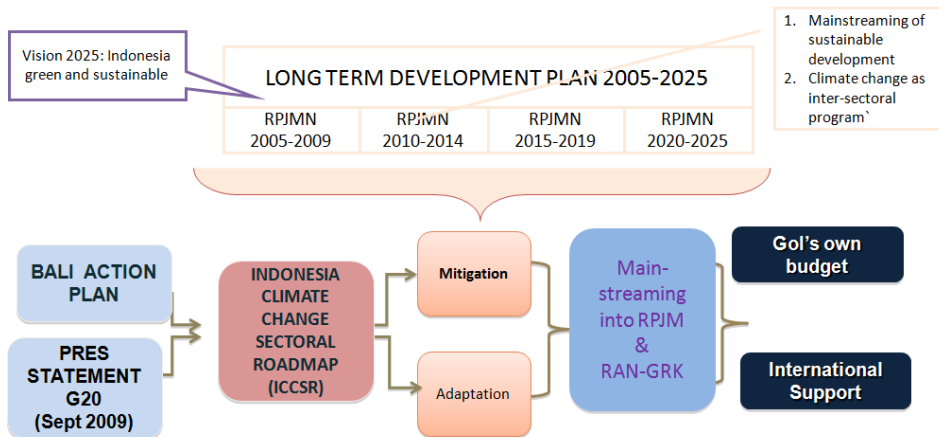 Vision 2025: Indonesia
green and sustainable
LONG TERM DEVELOPMENT PLAN 2005-2025
RPJMN
2005-2009
RPJMN
2010-2014
RPJMN
2015-2019
RPJMN
2020-2025
1. Mainstreaming of
sustainable
development
2. Climate change as
inter-sectoral
program`
BALI ACTION
PLAN
PRES
STATEMENT
G20
(Sept 2009)
INDONESIA
CLIMATE
CHANGE
SECTORAL
ROADMAP
(ICCSR)
Mitigation
Adaptation
Main-
streaming
into RPJM
&
RAN-GRK
GoI's own
budget
International
Support